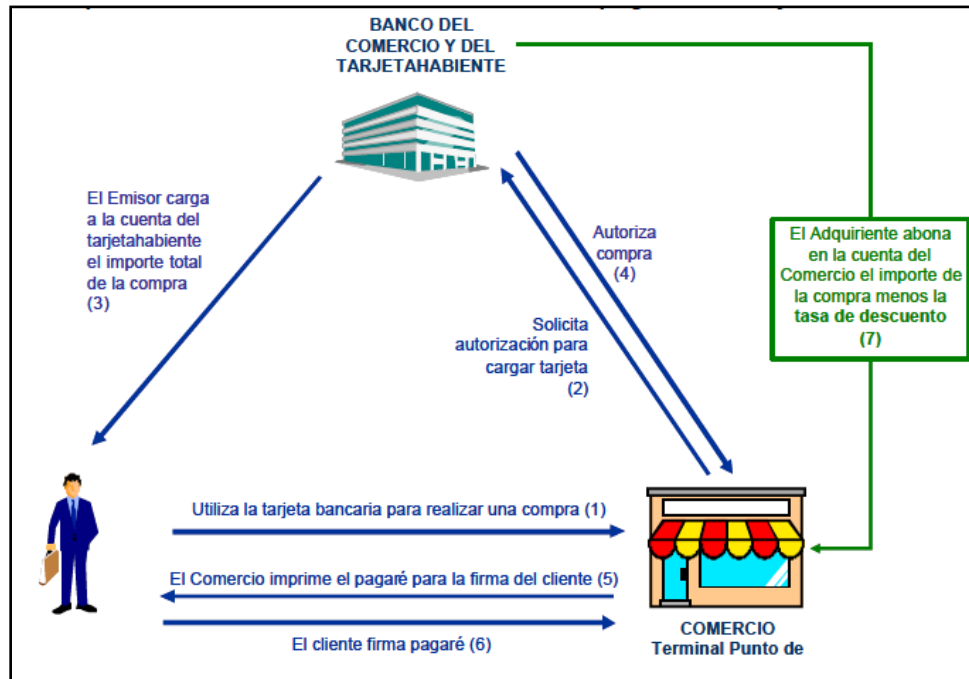 BANCO DEL
COMERCIO Y DEL
TARJETAHABIENTE
El Emisor carga
a la cuenta del
tarjetahabiente
el importe total
de la compra
(3)
Autoriza
compra
(4)
Solicita
autorización para
cargar tarjeta
(2)
El Adquiriente abona
en la cuenta del
Comercio el importe de
la compra menos la
tasa de descuento
(7)
Utiliza la tarjeta bancaria para realizar una compra (1)
El Comercio imprime el pagaré para la firma del cliente (5)
El cliente firma pagaré (6)
COMERCIO
Terminal Punto de